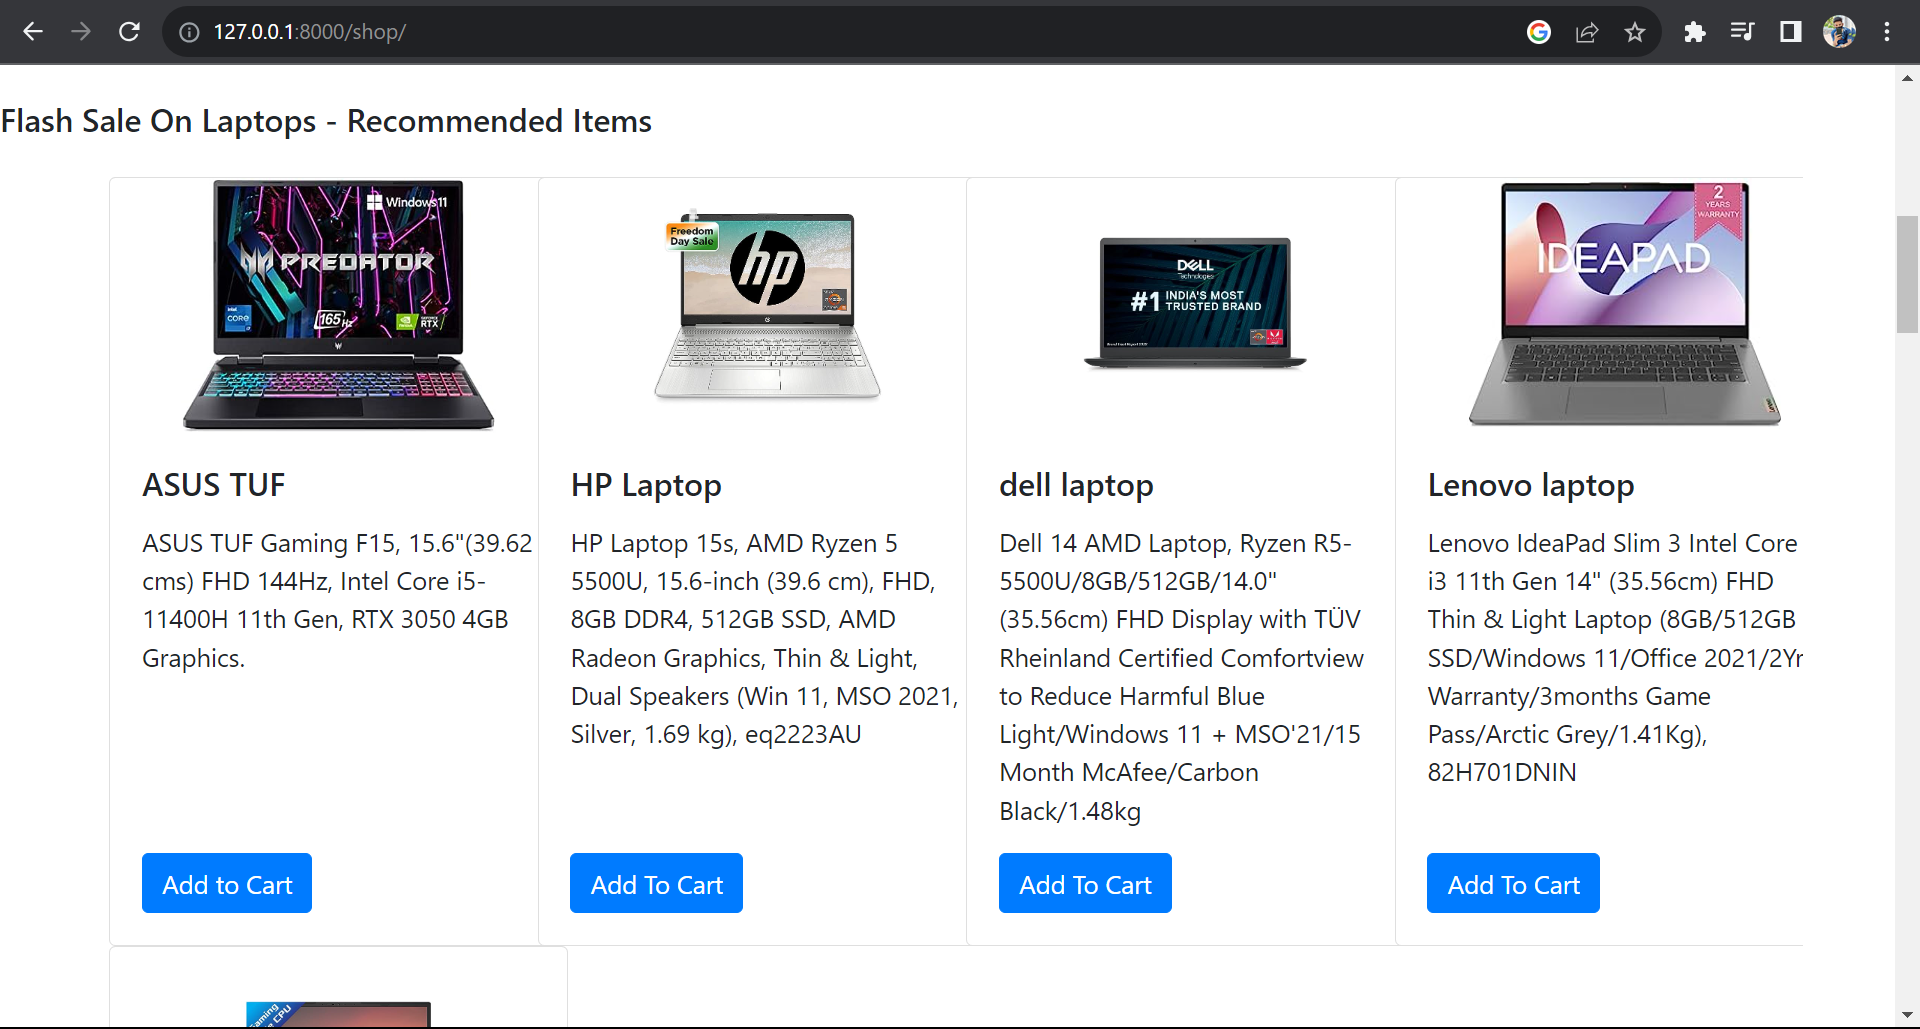 127.0.0.1:8000/shop/
Flash Sale On Laptops - Recommended Items
Windows 11
PREDATOR
intel
CORE
165Hz
RTX
ASUS TUF
ASUS TUF Gaming F15, 15.6"(39.62
cms) FHD 144Hz, Intel Core i5-
11400H 11th Gen, RTX 3050 4GB
Graphics.
Add to Cart
Freedom
Day Sale
hp
HP Laptop
HP Laptop 15s, AMD Ryzen 5
5500U, 15.6-inch (39.6 cm), FHD,
8GB DDR4, 512GB SSD, AMD
Radeon Graphics, Thin & Light,
Dual Speakers (Win 11, MSO 2021,
Silver, 1.69 kg), eq2223AU
Add To Cart
DELL
Technologies
#1 INDIA'S MOST
TRUSTED BRAND
dell laptop
Dell 14 AMD Laptop, Ryzen R5-
5500U/8GB/512GB/14.0"
(35.56cm) FHD Display with TÜV
Rheinland Certified Comfortview
to Reduce Harmful Blue
Light/Windows 11 + MSO'21/15
Month McAfee/Carbon
Black/1.48kg
Add To Cart
2
YEARS
WARRANTY
IDEAPAD
Lenovo
Lenovo laptop
Lenovo IdeaPad Slim 3 Intel Core
i3 11th Gen 14" (35.56cm) FHD
Thin & Light Laptop (8GB/512GB
SSD/Windows 11/Office 2021/2Yr
Warranty/3months Game
Pass/Arctic Grey/1.41Kg),
82H701DNIN
Add To Cart
CPU